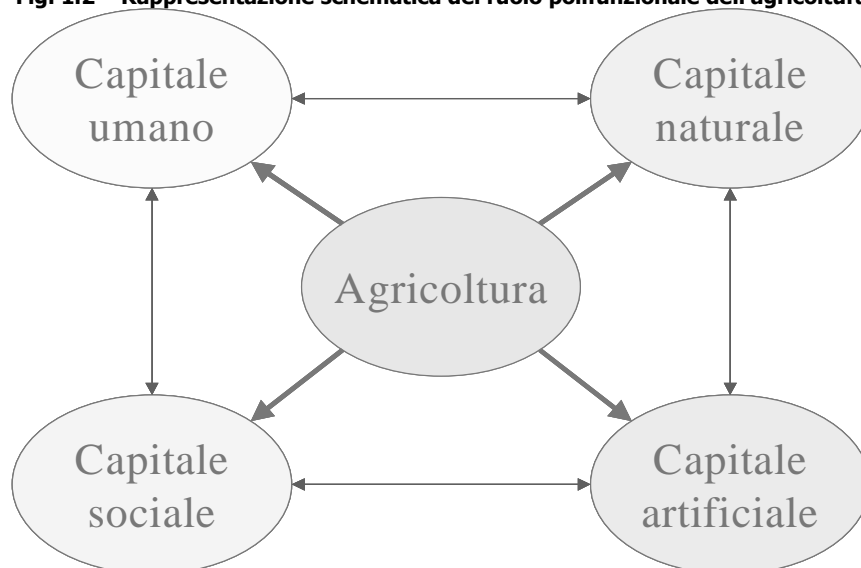 Fig. 1.2 – Rappresentazione schematica del ruolo polifunzionale dell'agricoltura
Capitale
umano
Capitale
naturale
Agricoltura
Capitale
sociale
Capitale
artificiale